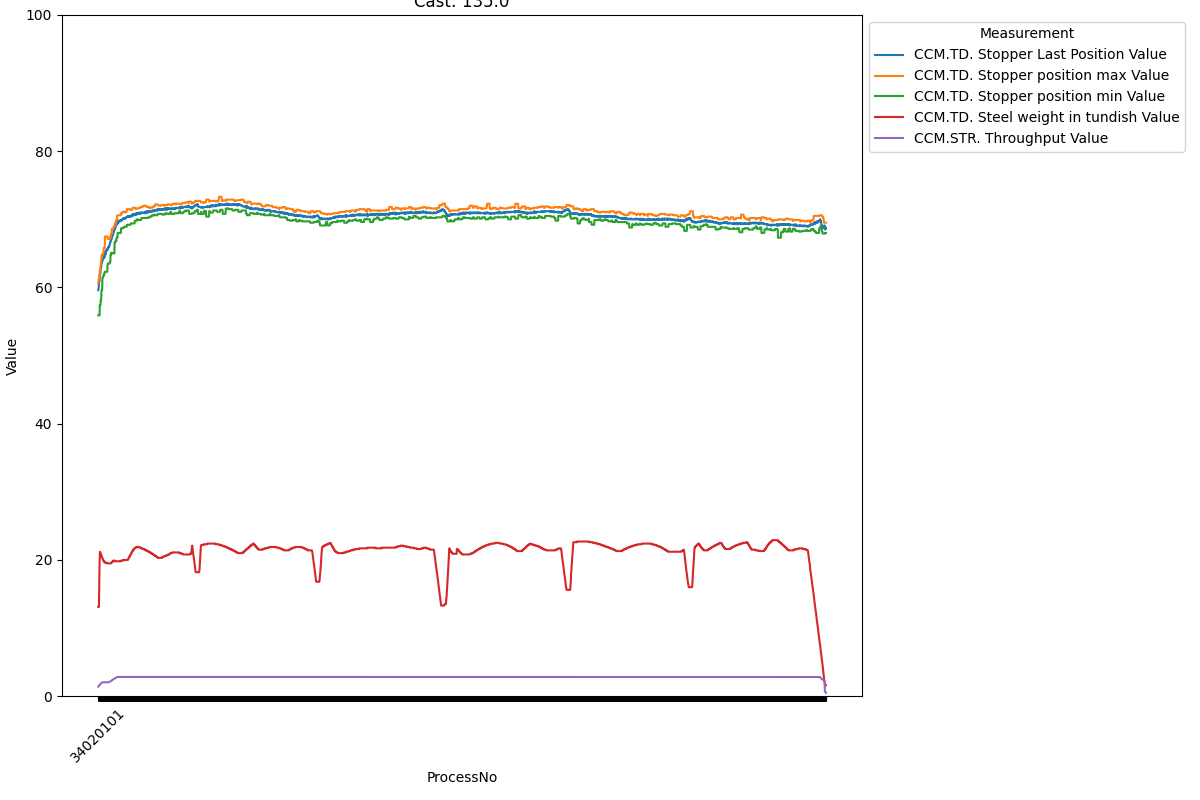 Cast: 135.0
100
80
60
40
20
0
Value
34020101
ProcessNo
Measurement
CCM.TD. Stopper Last Position Value
CCM.TD. Stopper position max Value
CCM.TD. Stopper position min Value
CCM.TD. Steel weight in tundish Value
CCM.STR. Throughput Value